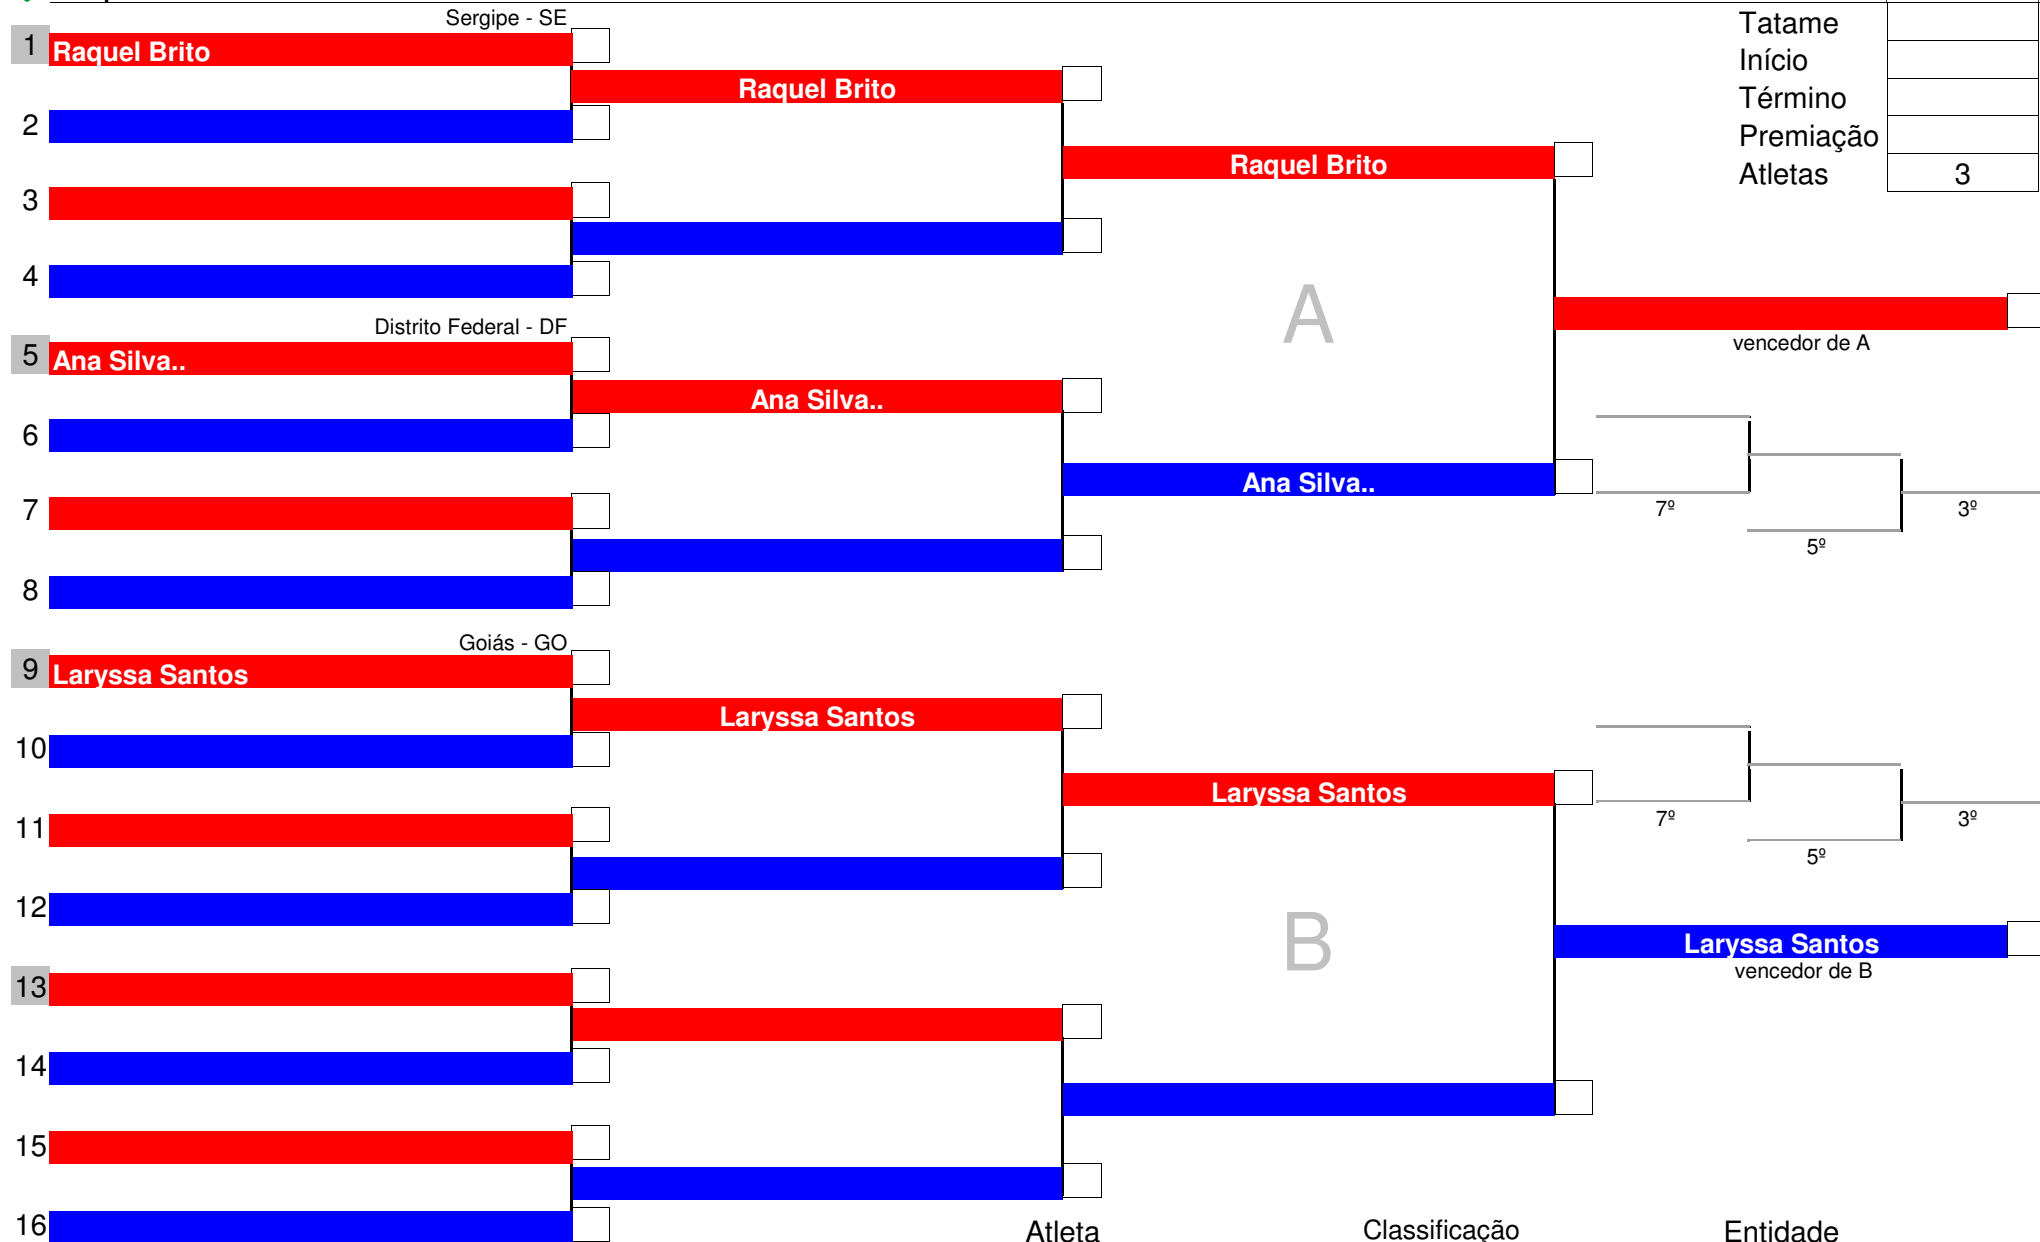 Sergipe - SE
Tatame
1 Raquel Brito
Início
Raquel Brito
Término
2
Premiação
Raquel Brito
Atletas 3
3
4
A
Distrito Federal - DF
vencedor de A
5 Ana Silva..
Ana Silva..
6
Ana Silva..
7
7º 3º
5º
8
Goiás - GO
9 Laryssa Santos
Laryssa Santos
10
Laryssa Santos
11
7º 3º
5º
12
B
Laryssa Santos
vencedor de B
13
14
15
16
Atleta Classificação Entidade